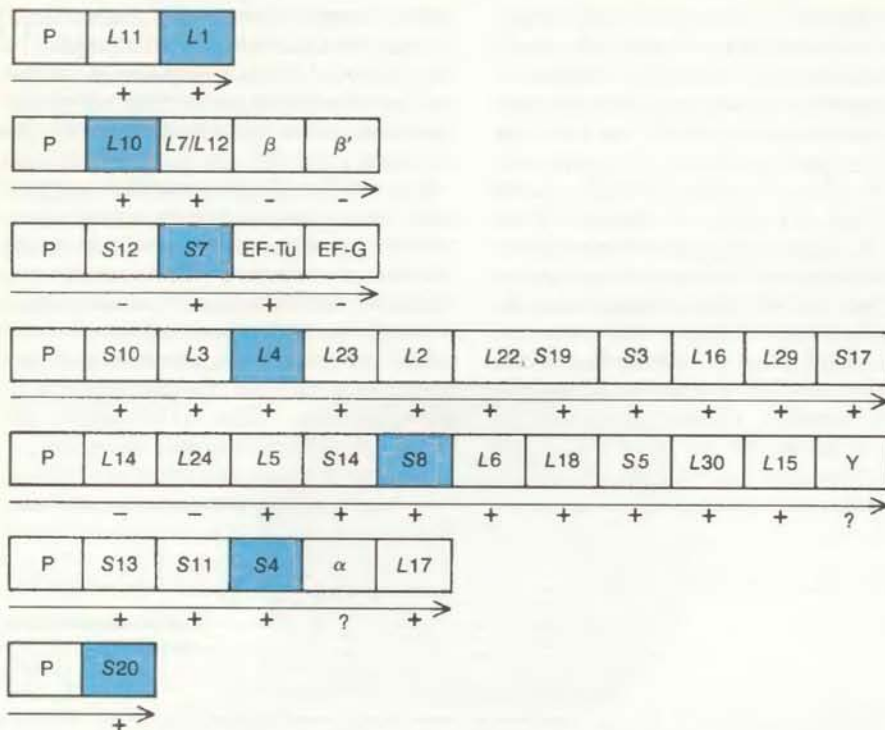 P L11 L1
+ +
P L10 L7/L12 β β′
+ + - -
P S12 S7 EF-Tu EF-G
− + + −
P S10 L3 L4 L23 L2 L22, S19 S3 L16 L29 S17
+ + + + + + + + + +
P L14 L24 L5 S14 S8 L6 L18 S5 L30 L15 Y
− − + + + + + + + + ?
P S13 S11 S4 α L17
+ + + ? +
P S20
+